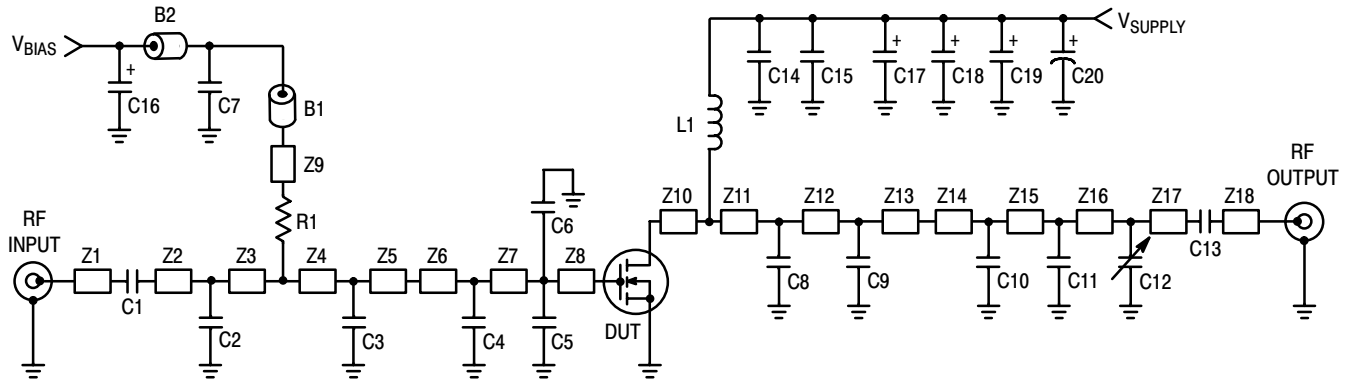 B2
V_BIAS
+
C16
C7
B1
Z9
R1
RF
INPUT
Z1
C1
Z2
C2
Z3
Z4
C3
Z5
Z6
C4
Z7
C6
C5
Z8
DUT
Z10
L1
C14
C15
+
C17
+
C18
+
C19
+
C20
V_SUPPLY
Z11
C8
Z12
C9
Z13
Z14
C10
Z15
C11
Z16
C12
Z17
C13
Z18
RF
OUTPUT